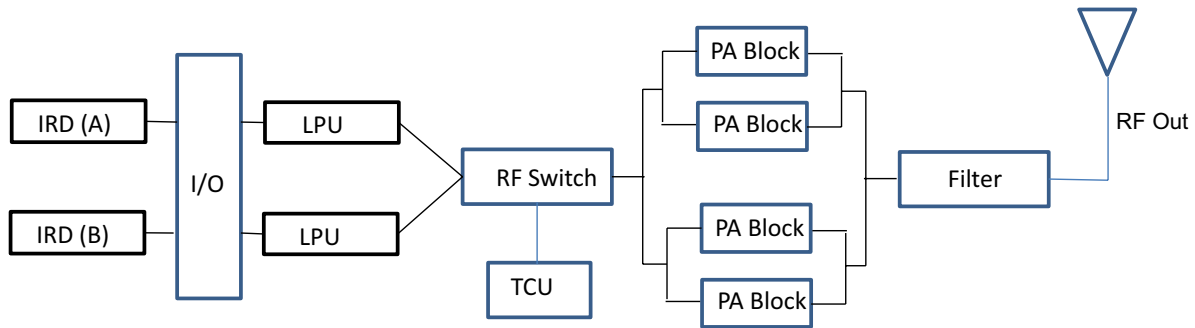 IRD (A)
IRD (B)
I/O
LPU
LPU
RF Switch
TCU
PA Block
PA Block
PA Block
PA Block
Filter
RF Out